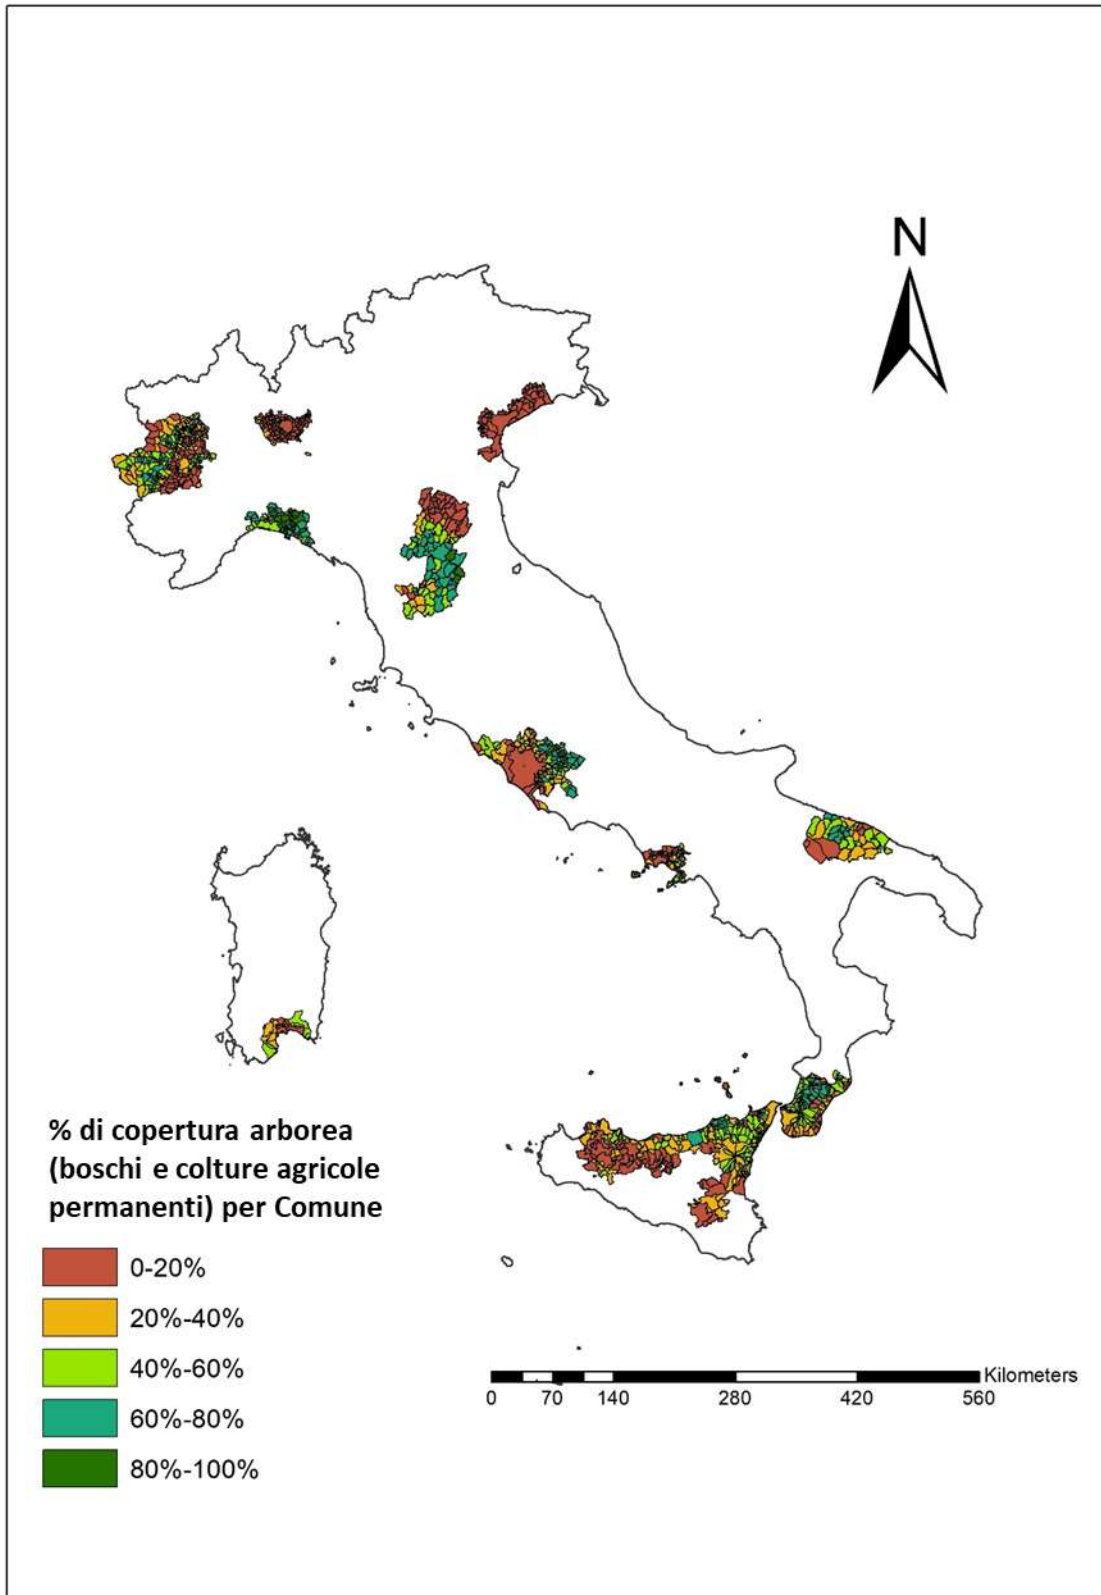 N
% di copertura arborea
(boschi e colture agricole
permanenti) per Comune
0-20%
20%-40%
40%-60%
60%-80%
80%-100%
Kilometers
0 70 140 280 420 560